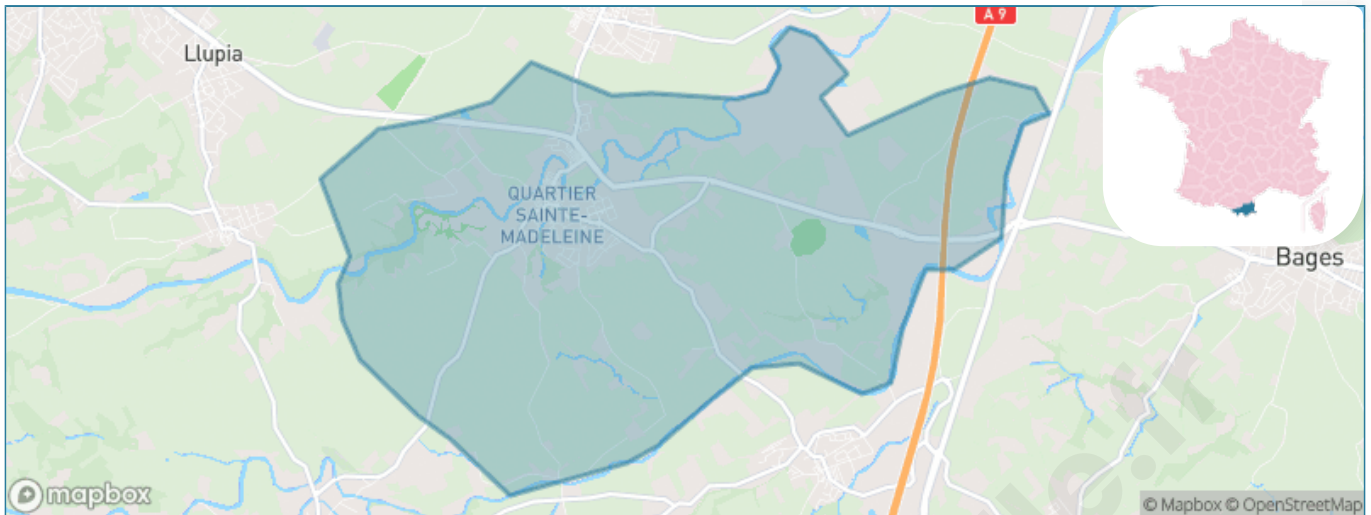 A 9
Llupia
QUARTIER
SAINTE-
MADELEINE
Bages
mapbox
© Mapbox © OpenStreetMap